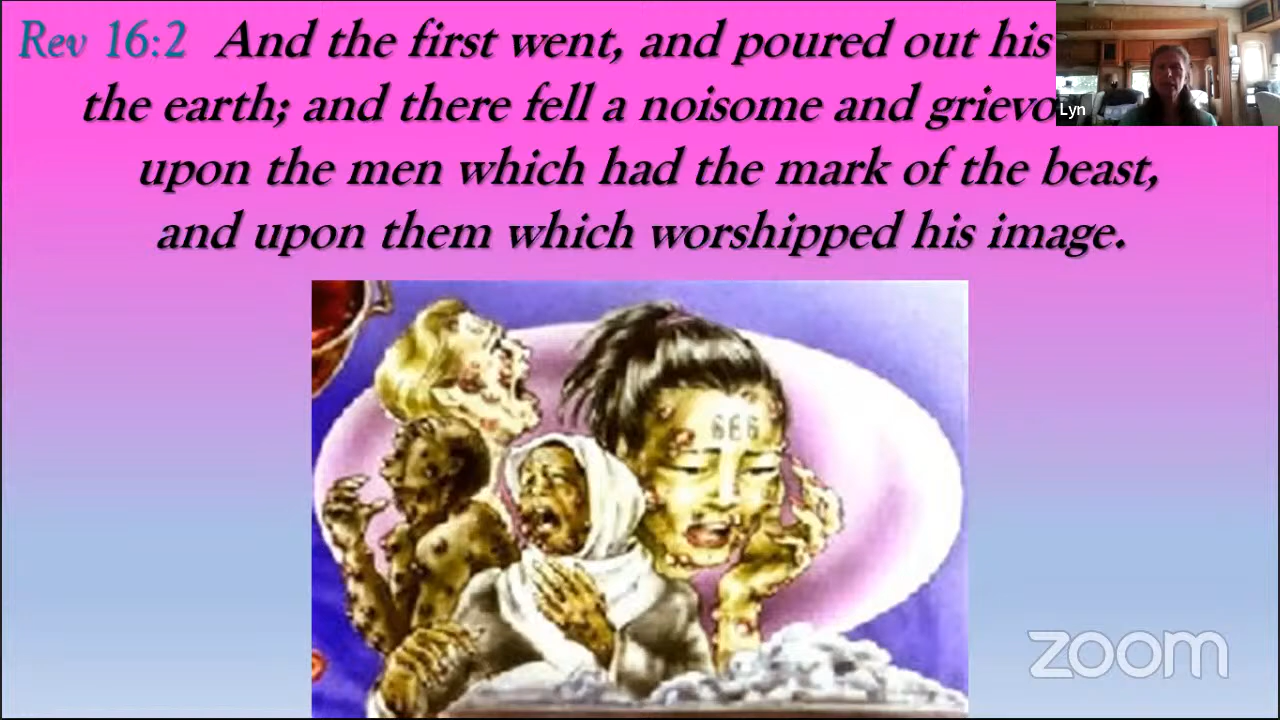 Rev 16:2 And the first went, and poured out his
the earth; and there fell a noisome and
upon the men which had the mark of the beast,
and upon them which worshipped his image.
Lyn
666
zoom